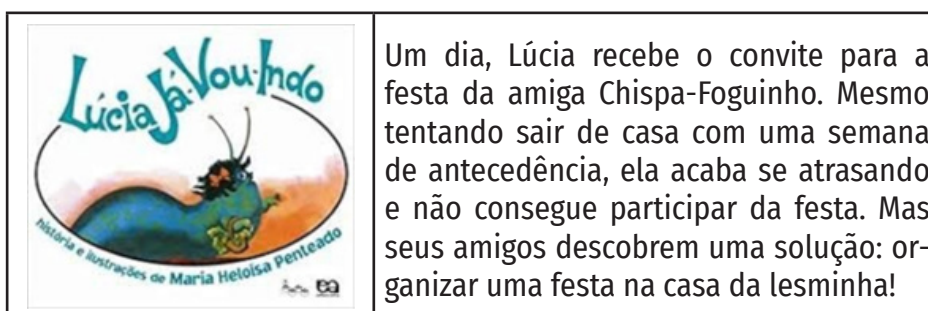 Lúcia Já-Vou-Indo
história e ilustrações de Maria Heloisa Penteado
Um dia, Lúcia recebe o convite para a
festa da amiga Chispa-Foguinho. Mesmo
tentando sair de casa com uma semana
de antecedência, ela acaba se atrasando
e não consegue participar da festa. Mas
seus amigos descobrem uma solução: or-
ganizar uma festa na casa da lesminha!